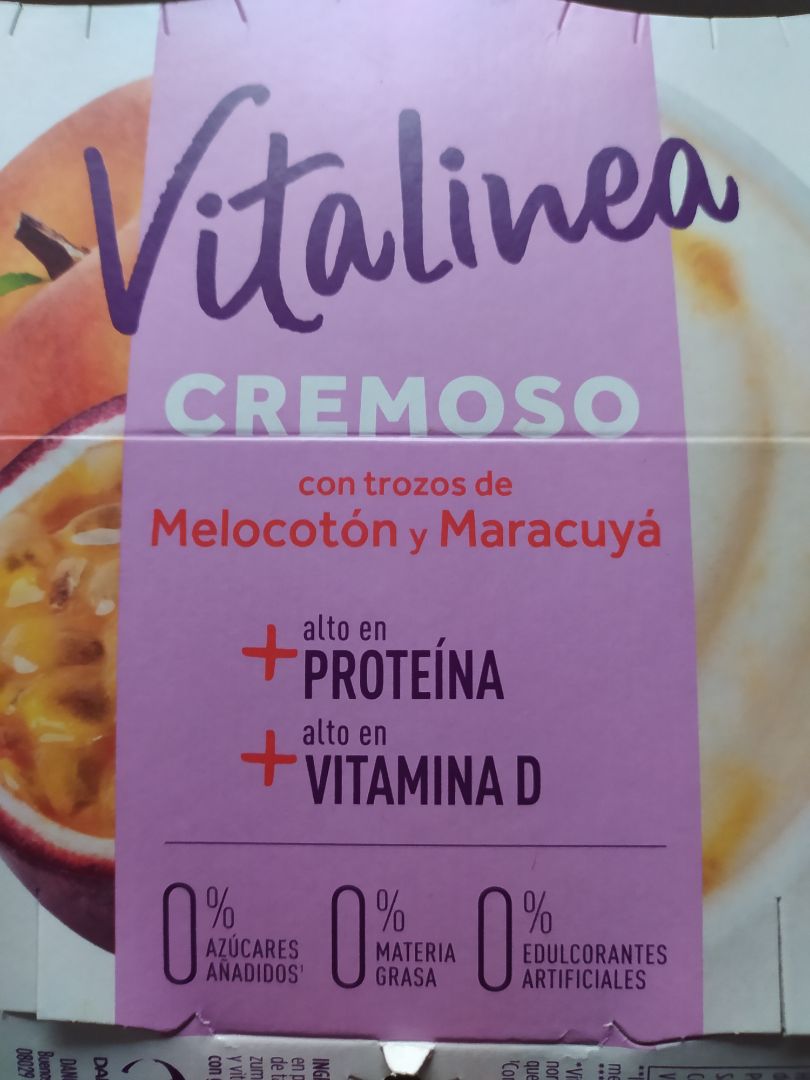 Vitalinea
CREMOSO
con trozos de
Melocotón y Maracuyá
+ alto en
PROTEÍNA
+ alto en
VITAMINA D
0% AZÚCARES AÑADIDOS¹
0% MATERIA GRASA
0% EDULCORANTES ARTIFICIALES
08029